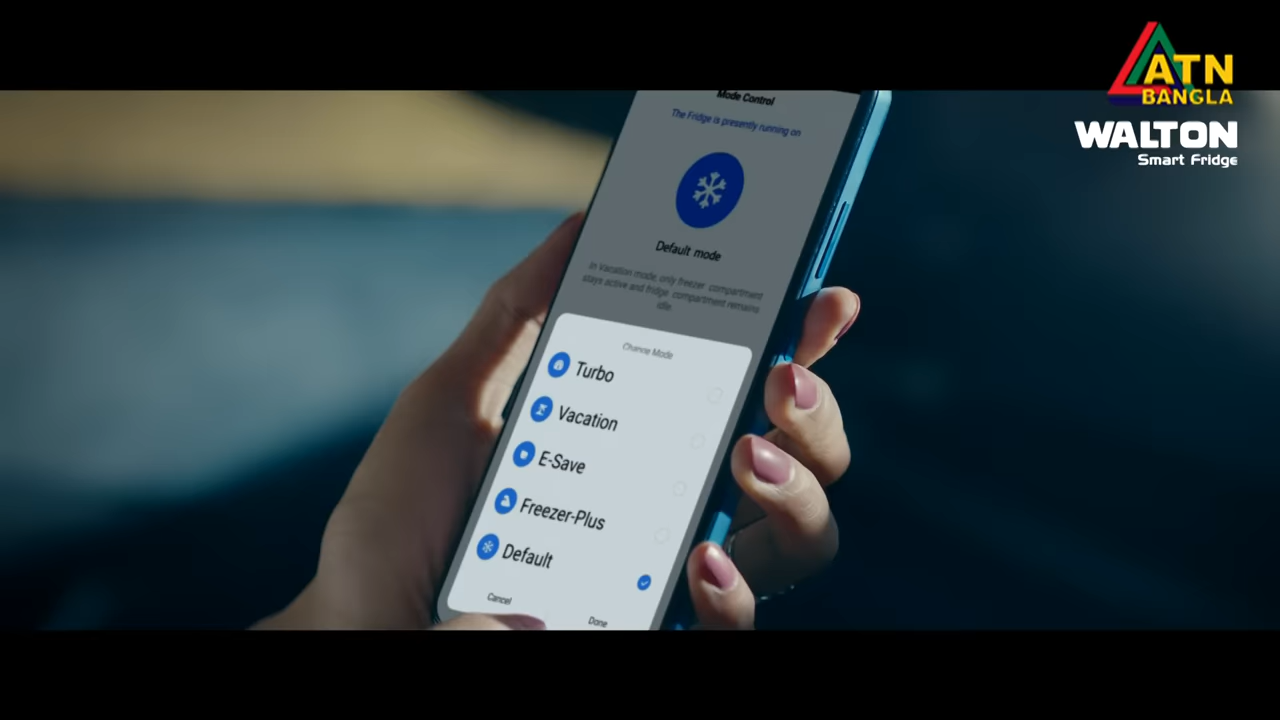 ATN
BANGLA
WALTON
Smart Fridge
Mode Control
The Fridge is presently running on
Default mode
In Vacation mode, only freezer compartment
stays active and fridge compartment remains
idle.
Change Mode
Turbo
Vacation
E-Save
Freezer-Plus
Default
Cancel
Done